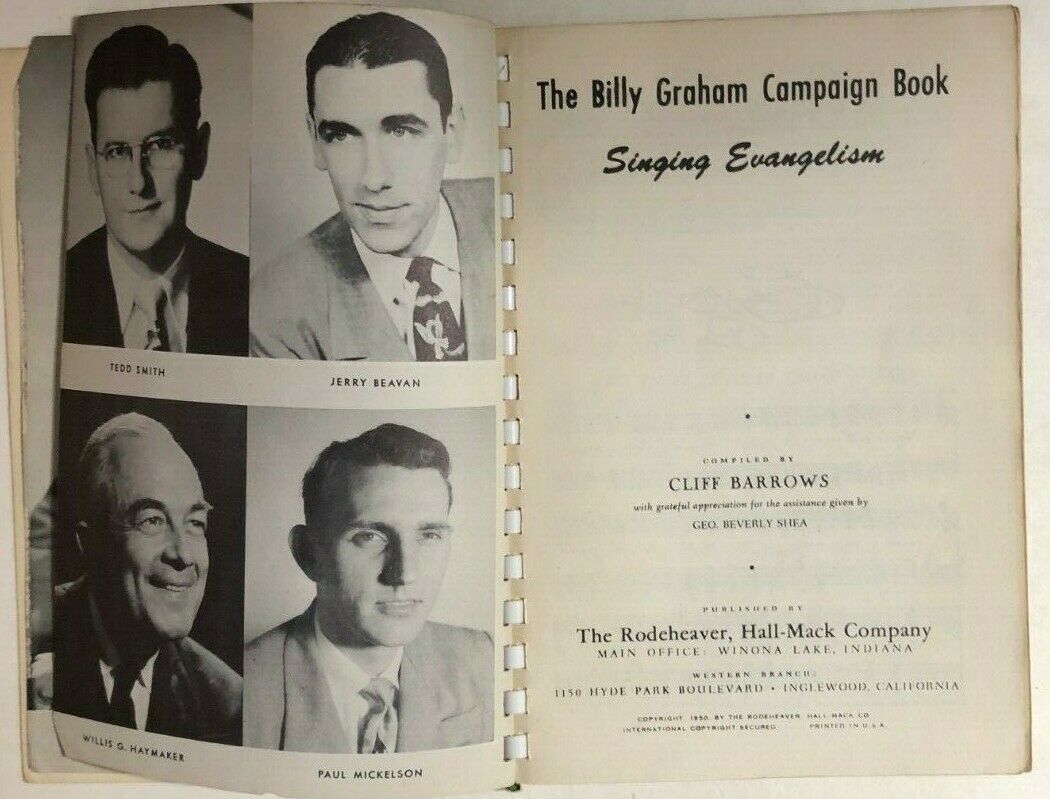 TEDD SMITH
JERRY BEAVAN
WILLIS G. HAYMAKER
PAUL MICKELSON
The Billy Graham Campaign Book
Singing Evangelism
COMPILED BY
CLIFF BARROWS
with grateful appreciation for the assistance given by
GEO. BEVERLY SHEA
PUBLISHED BY
The Rodeheaver, Hall-Mack Company
MAIN OFFICE: WINONA LAKE, INDIANA
WESTERN BRANCH:
1150 HYDE PARK BOULEVARD • INGLEWOOD, CALIFORNIA
COPYRIGHT, 1950, BY THE RODEHEAVER, HALL-MACK CO.
INTERNATIONAL COPYRIGHT SECURED. PRINTED IN U.S.A.